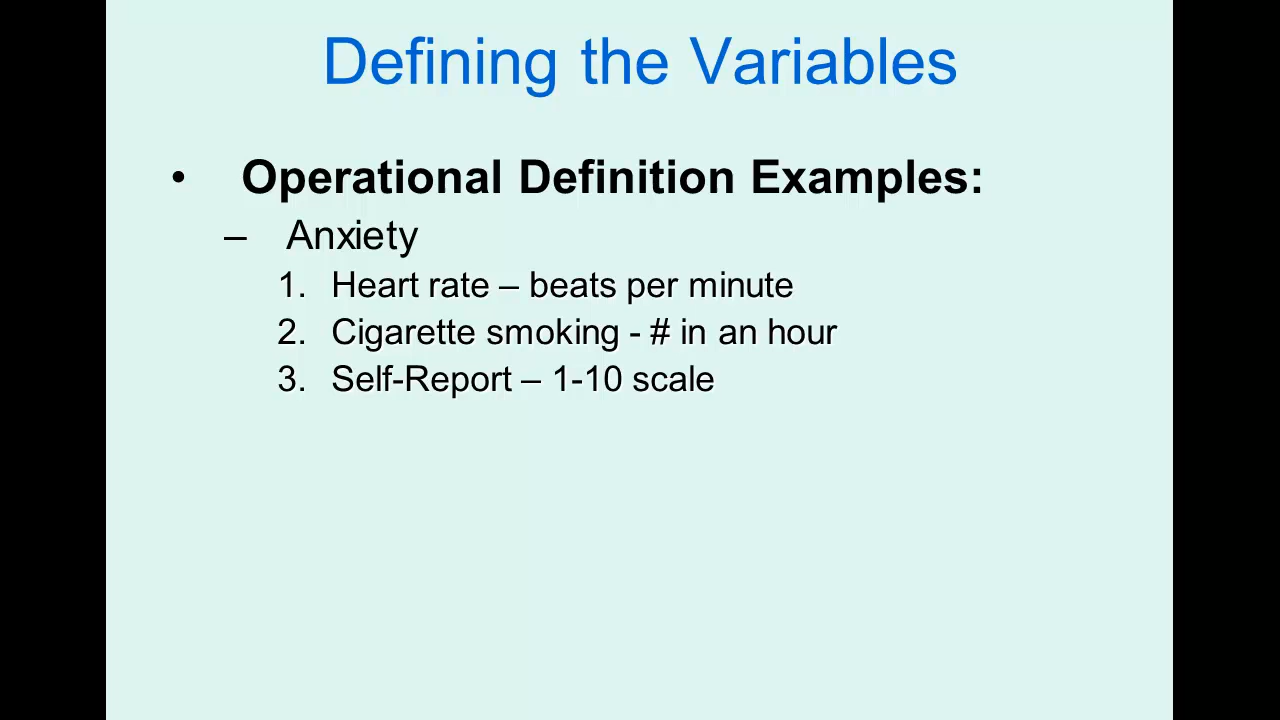 Defining the Variables
• Operational Definition Examples:
– Anxiety
1. Heart rate – beats per minute
2. Cigarette smoking - # in an hour
3. Self-Report – 1-10 scale